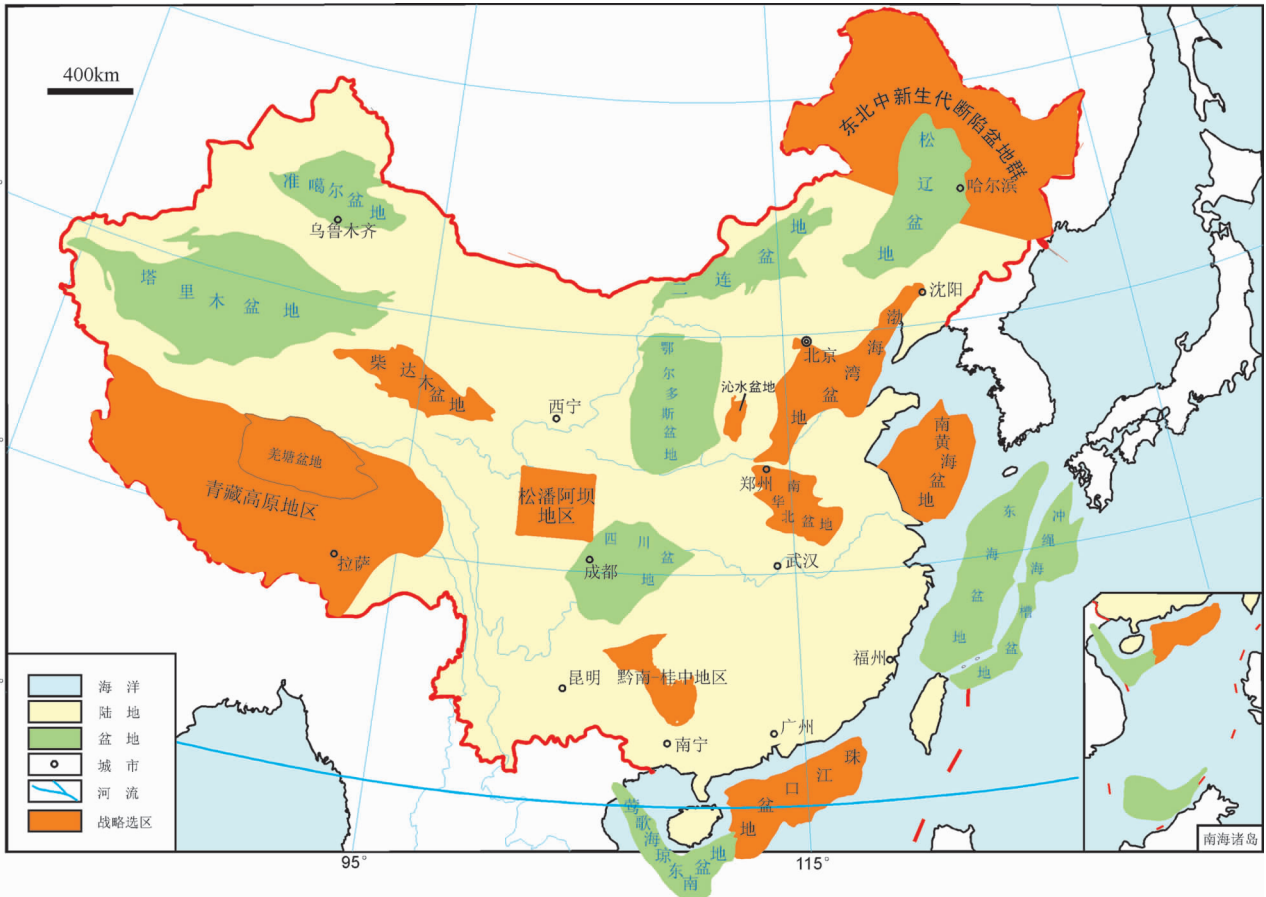 400km
东北中新生代断陷盆地群
松辽盆地
哈尔滨
准噶尔盆地
乌鲁木齐
塔里木盆地
二连盆地
沈阳
渤海湾盆地
北京
鄂尔多斯盆地
沁水盆地
柴达木盆地
西宁
羌塘盆地
青藏高原地区
拉萨
松潘阿坝
地区
郑州
南华北盆地
南黄海盆地
四川盆地
成都
武汉
东海盆地
冲绳海槽盆地
福州
昆明
黔南-桂中地区
南宁
广州
珠江口盆地
莺歌海琼东南盆地
海 洋
陆 地
盆 地
城 市
河 流
战略选区
南海诸岛
95°
115°